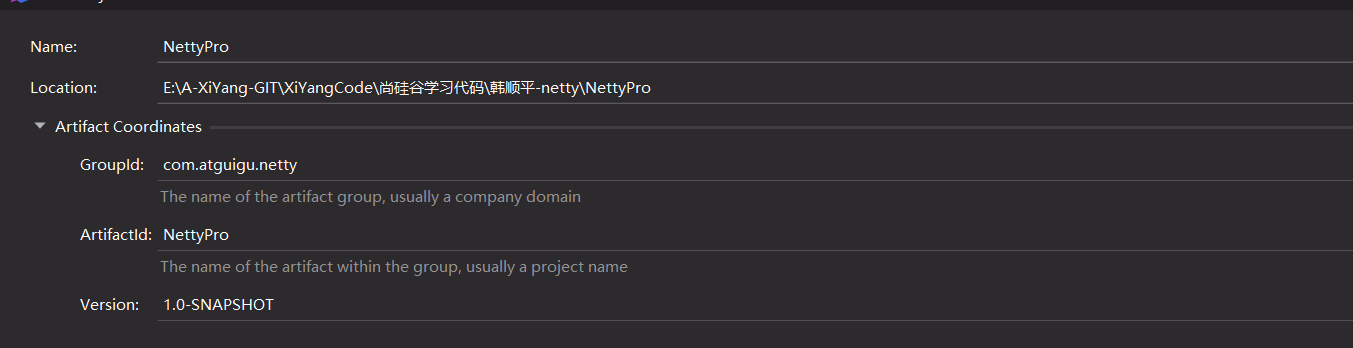 Name: NettyPro
Location: E:\A-XiYang-GIT\XiYangCode\尚硅谷学习代码\韩顺平-netty\NettyPro
Artifact Coordinates
GroupId: com.atguigu.netty
The name of the artifact group, usually a company domain
ArtifactId: NettyPro
The name of the artifact within the group, usually a project name
Version: 1.0-SNAPSHOT